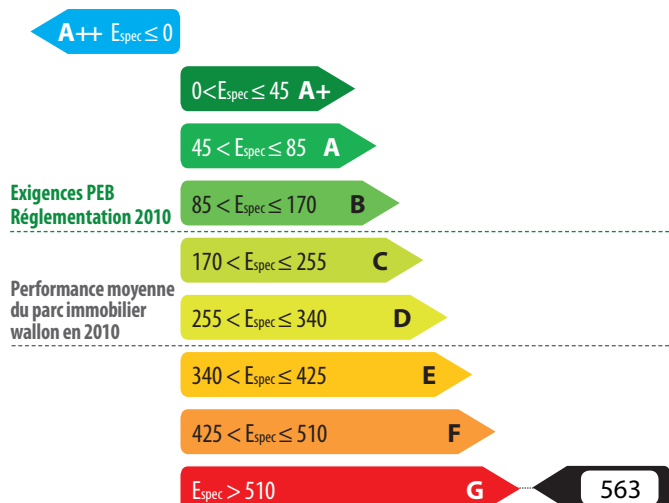 A++ Espec ≤ 0
0<Espec ≤ 45 A+
45 < Espec ≤ 85 A
Exigences PEB
Réglementation 2010
85 < Espec ≤ 170 B
170 < Espec ≤ 255 C
Performance moyenne
du parc immobilier
wallon en 2010
255 < Espec ≤ 340 D
340 < Espec ≤ 425 E
425 < Espec ≤ 510 F
Espec > 510 G
563